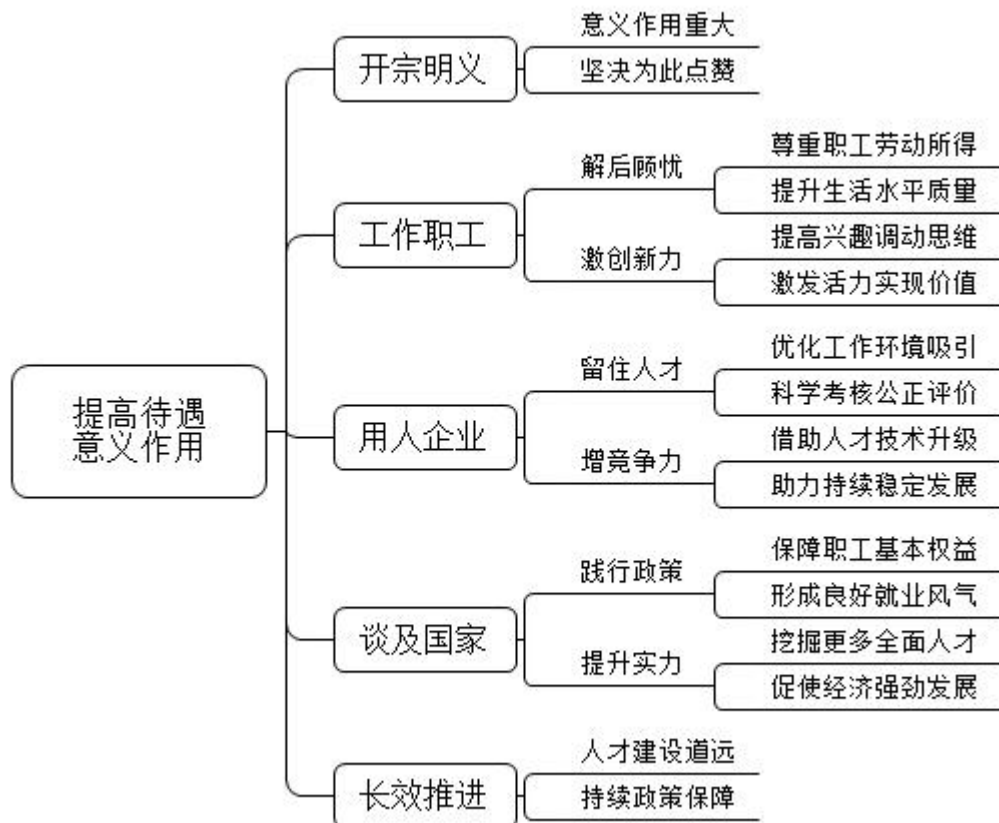 提高待遇
意义作用
开宗明义
意义作用重大
坚决为此点赞
工作职工
解后顾忧
尊重职工劳动所得
提升生活水平质量
激创新力
提高兴趣调动思维
激发活力实现价值
用人企业
留住人才
优化工作环境吸引
科学考核公正评价
增竞争力
借助人才技术升级
助力持续稳定发展
谈及国家
践行政策
保障职工基本权益
形成良好就业风气
提升实力
挖掘更多全面人才
促使经济强劲发展
长效推进
人才建设道远
持续政策保障